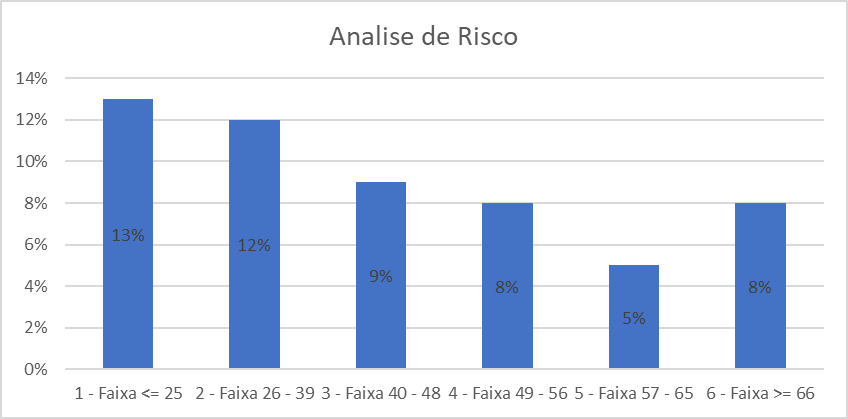 Analise de Risco
14%
12%
10%
8%
6%
4%
2%
0%
13%
12%
9%
8%
5%
8%
1 - Faixa <= 25
2 - Faixa 26 - 39
3 - Faixa 40 - 48
4 - Faixa 49 - 56
5 - Faixa 57 - 65
6 - Faixa >= 66